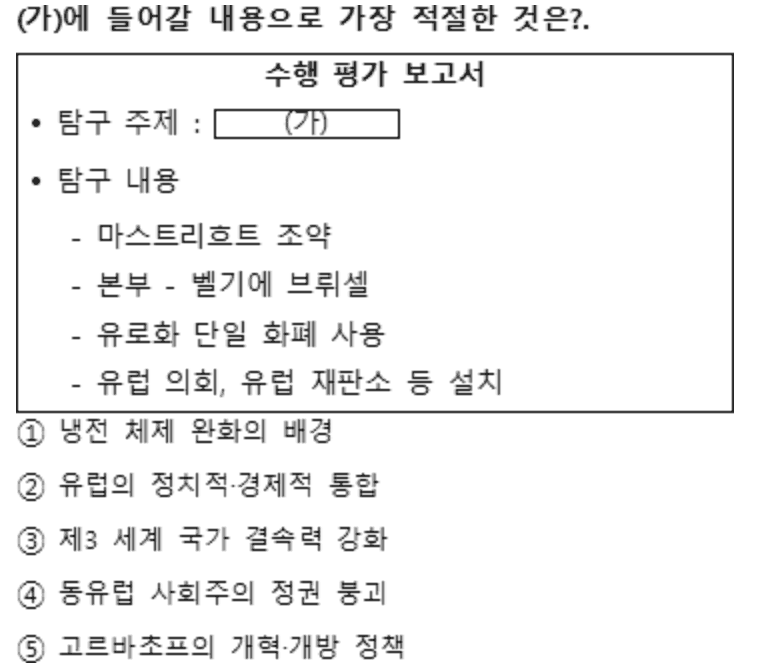 (가)에 들어갈 내용으로 가장 적절한 것은?.
수행 평가 보고서
• 탐구 주제 : (가)
• 탐구 내용
- 마스트리흐트 조약
- 본부 - 벨기에 브뤼셀
- 유로화 단일 화폐 사용
- 유럽 의회, 유럽 재판소 등 설치
① 냉전 체제 완화의 배경
② 유럽의 정치적·경제적 통합
③ 제3 세계 국가 결속력 강화
④ 동유럽 사회주의 정권 붕괴
⑤ 고르바초프의 개혁·개방 정책